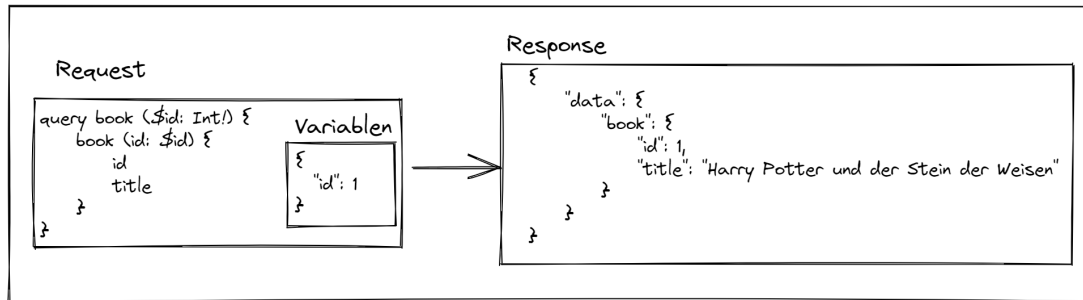 Request
query book ($id: Int!) {
book (id: $id) {
id
title
}
}
Variablen
{
"id": 1
}
Response
{
"data": {
"book": {
"id": 1,
"title": "Harry Potter und der Stein der Weisen"
}
}
}